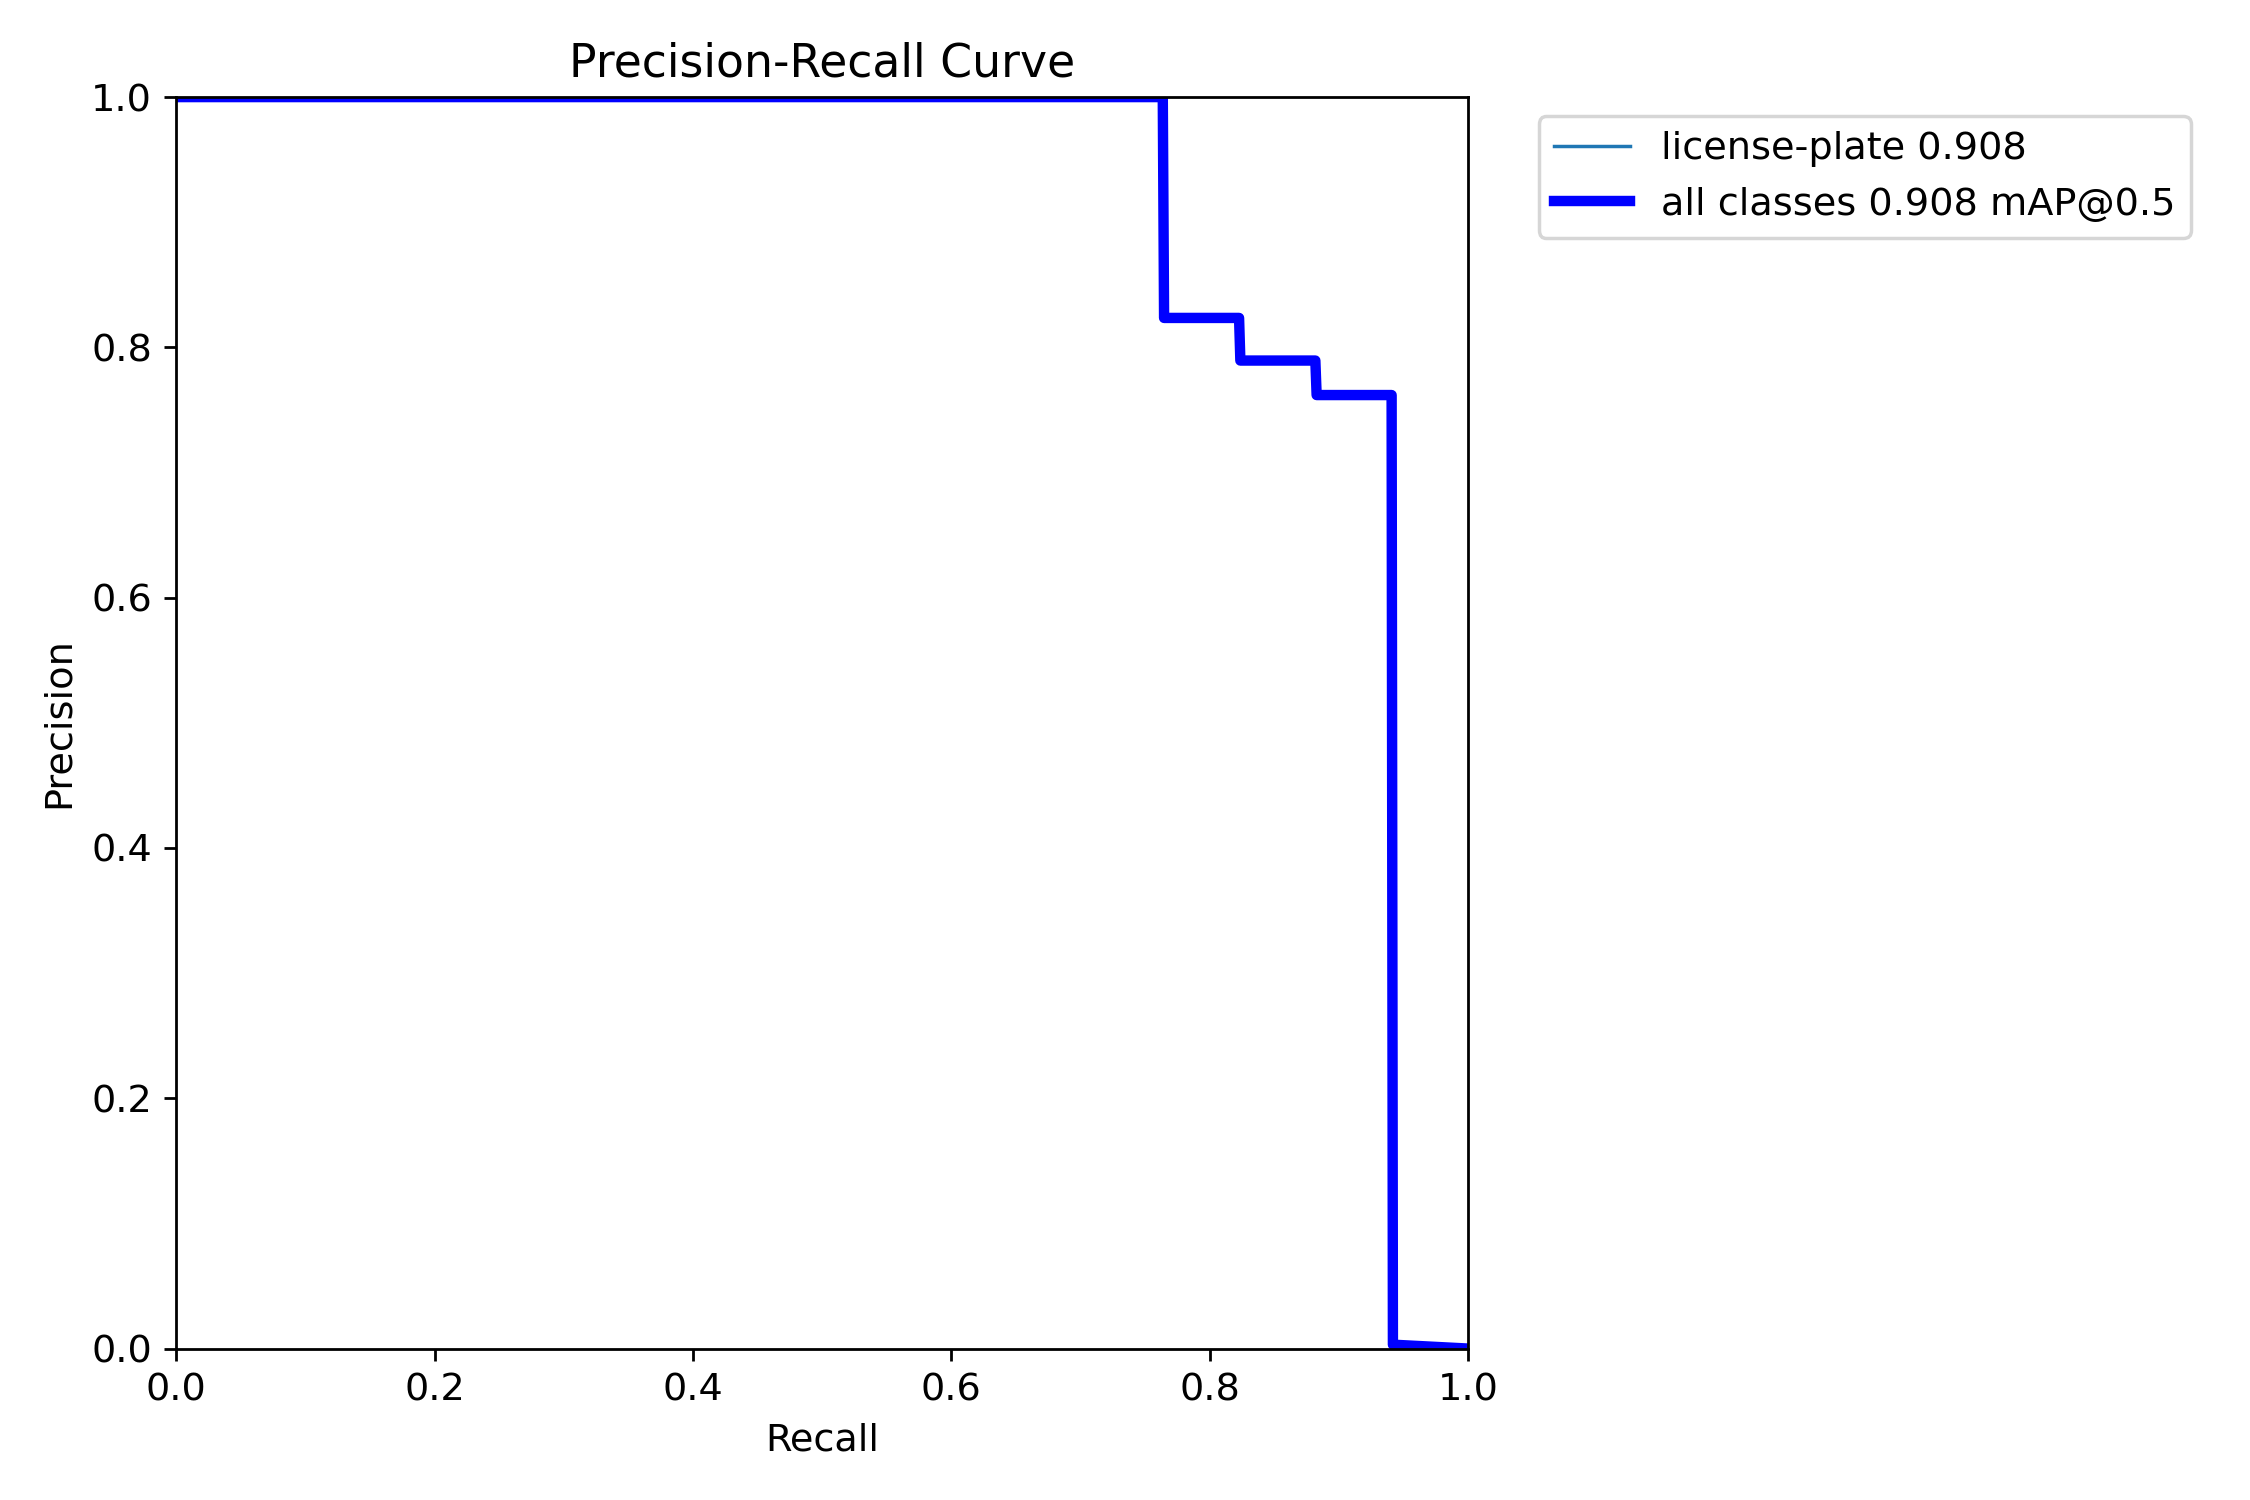 Precision-Recall Curve
1.0
0.8
0.6
0.4
0.2
0.0
Precision
0.0 0.2 0.4 0.6 0.8 1.0
Recall
license-plate 0.908
all classes 0.908 mAP@0.5